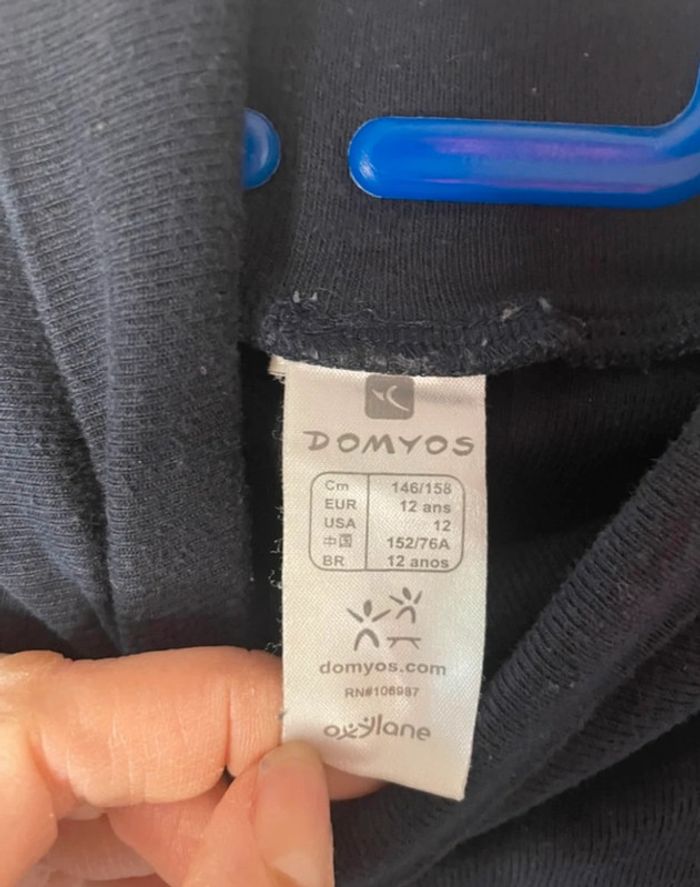 DOMYOS
Cm 146/158
EUR 12 ans
USA 12
中国 152/76A
BR 12 anos
domyos.com
RN#106987
oxylane